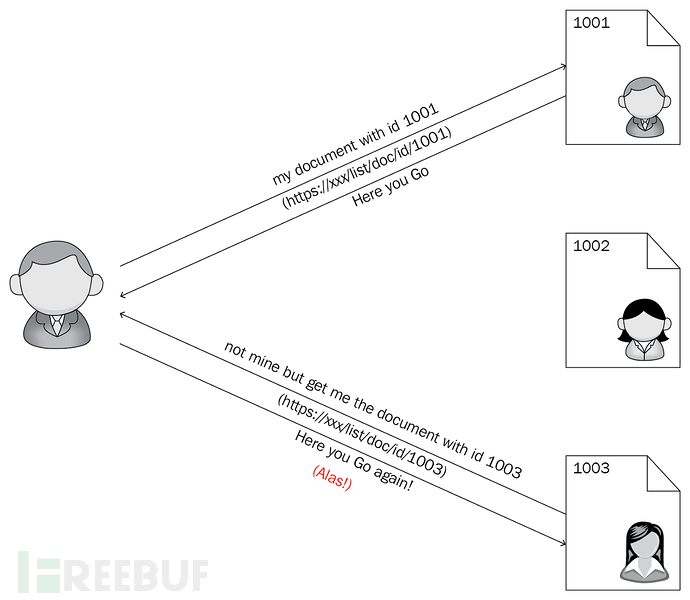 1001
my document with id 1001
(https://xxx/list/doc/id/1001)
Here you Go
1002
not mine but get me the document with id 1003
(https://xxx/list/doc/id/1003)
Here you Go again!
(Alas!)
1003
FREEBUF